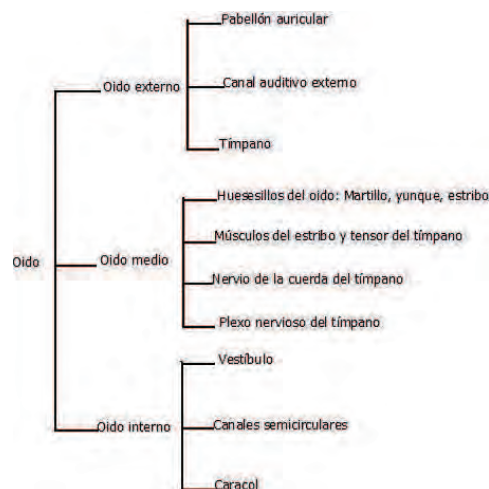 Pabellón auricular
Oido externo
Canal auditivo externo
Tímpano
Huesesillos del oido: Martillo, yunque, estribo
Músculos del estribo y tensor del tímpano
Oido
Oido medio
Nervio de la cuerda del tímpano
Plexo nervioso del tímpano
Vestíbulo
Oido interno
Canales semicirculares
Caracol